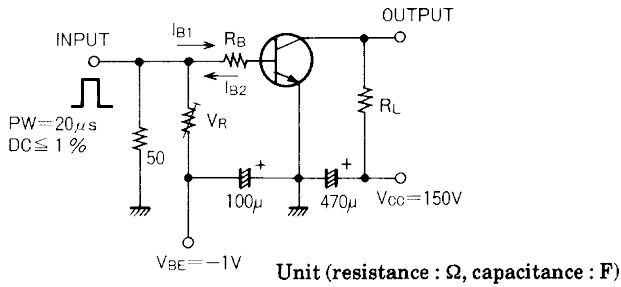 OUTPUT
INPUT
IB1
RB
IB2
PW=20μs
DC≦1%
50
VR
RL
100μ
+
470μ
+
VCC=150V
VBE=-1V
Unit (resistance : Ω, capacitance : F)